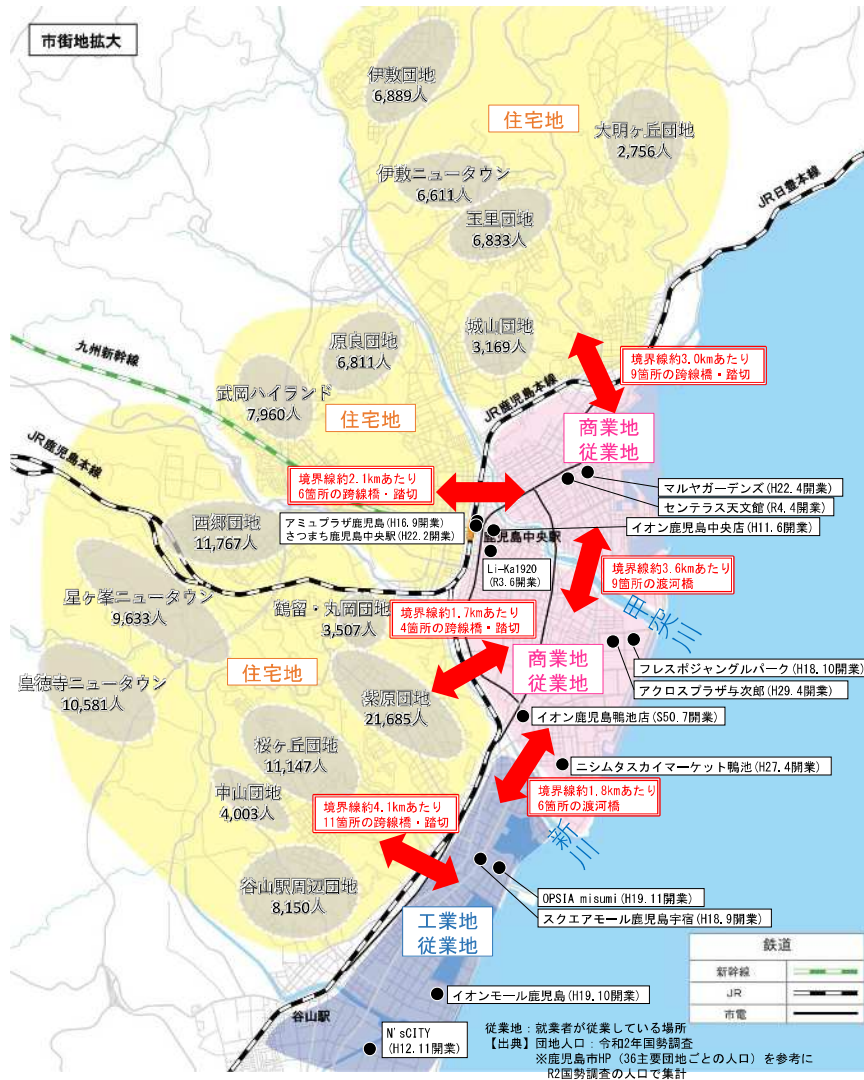 市街地拡大
伊敷団地
6,889人
住宅地
大明ヶ丘団地
2,756人
伊敷ニュータウン
6,611人
玉里団地
6,833人
JR日豊本線
城山団地
3,169人
原良団地
6,811人
九州新幹線
武岡ハイランド
7,960人
住宅地
JR鹿児島本線
境界線約3.0kmあたり
9箇所の跨線橋・踏切
商業地
従業地
JR鹿児島本線
境界線約2.1kmあたり
6箇所の跨線橋・踏切
マルヤガーデンズ(H22.4開業)
センテラス天文館(R4.4開業)
イオン鹿児島中央店(H11.6開業)
アミュプラザ鹿児島(H16.9開業)
さつまち鹿児島中央駅(H22.2開業)
鹿児島中央駅
Li-Ka1920
(R3.6開業)
西郷団地
11,767人
境界線約3.6kmあたり
9箇所の渡河橋
甲突川
星ヶ峯ニュータウン
9,633人
鶴留・丸岡団地
3,507人
境界線約1.7kmあたり
4箇所の跨線橋・踏切
商業地
従業地
フレスポジャングルパーク(H18.10開業)
アクロスプラザ与次郎(H29.4開業)
皇徳寺ニュータウン
10,581人
住宅地
紫原団地
21,685人
イオン鹿児島鴨池店(S50.7開業)
桜ヶ丘団地
11,147人
ニシムタスカイマーケット鴨池(H27.4開業)
中山団地
4,003人
境界線約4.1kmあたり
11箇所の跨線橋・踏切
境界線約1.8kmあたり
6箇所の渡河橋
新川
谷山駅周辺団地
8,150人
OPSIA misumi(H19.11開業)
スクエアモール鹿児島宇宿(H18.9開業)
工業地
従業地
イオンモール鹿児島(H19.10開業)
谷山駅
N'sCITY
(H12.11開業)
鉄道
新幹線
JR
市電
従業地：就業者が従業している場所
【出典】団地人口：令和2年国勢調査
※鹿児島市HP（36主要団地ごとの人口）を参考に
R2国勢調査の人口で集計